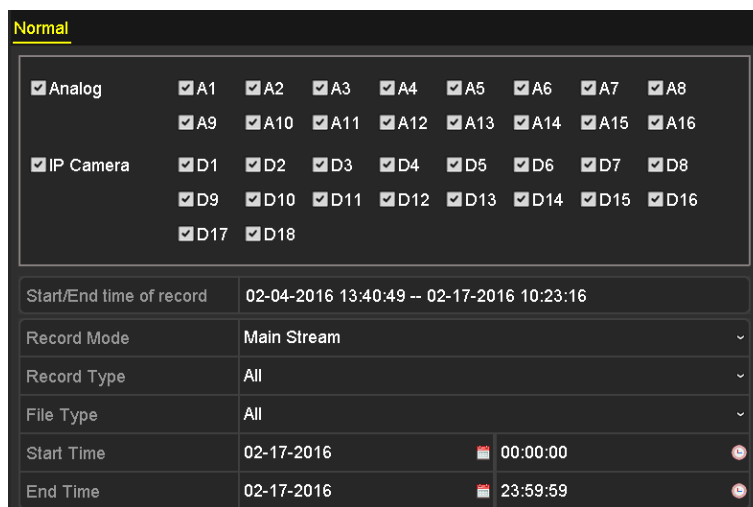 Normal
Analog A1 A2 A3 A4 A5 A6 A7 A8
A9 A10 A11 A12 A13 A14 A15 A16
IP Camera D1 D2 D3 D4 D5 D6 D7 D8
D9 D10 D11 D12 D13 D14 D15 D16
D17 D18
Start/End time of record 02-04-2016 13:40:49 -- 02-17-2016 10:23:16
Record Mode Main Stream
Record Type All
File Type All
Start Time 02-17-2016 00:00:00
End Time 02-17-2016 23:59:59